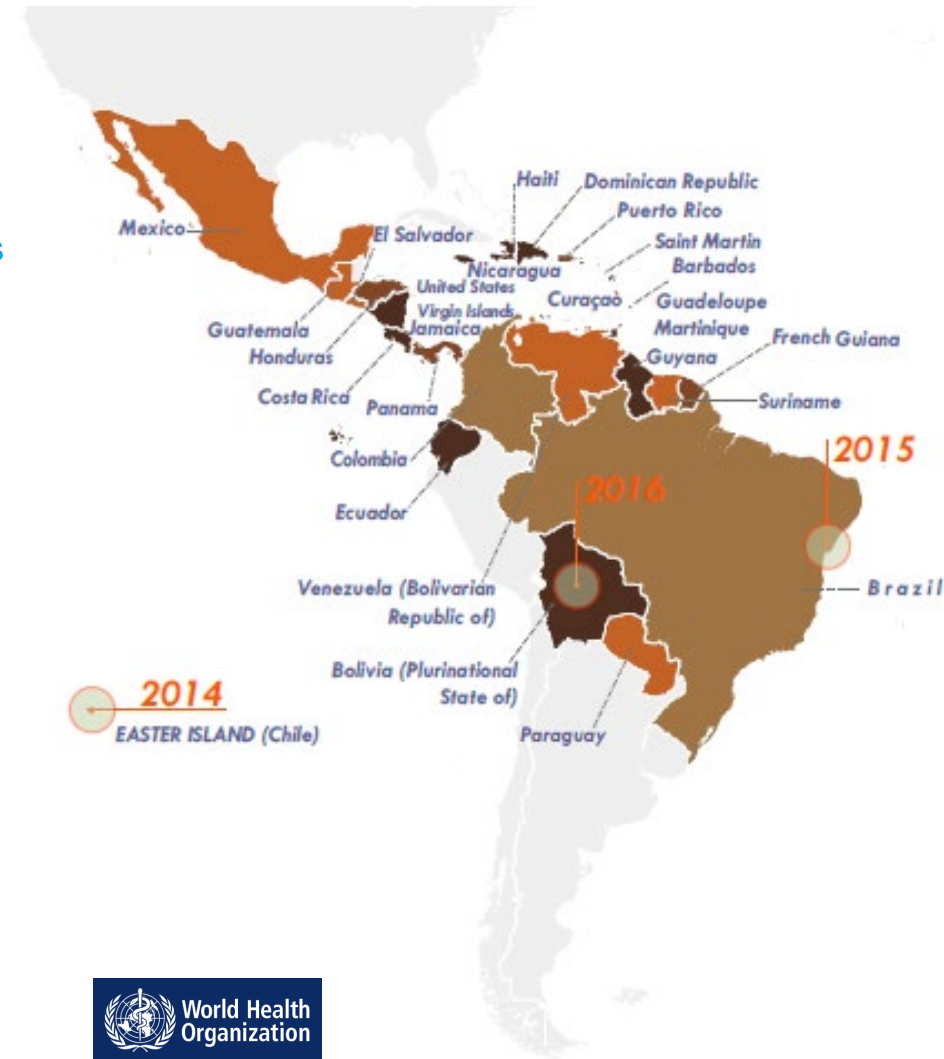 Haiti
Dominican Republic
Puerto Rico
Mexico
El Salvador
Saint Martin
s
Barbados
Nicaragua
United States
Curaçao
Guadeloupe
Virgin Islands
Guatemala
Jamaica
Martinique
French Guiana
Honduras
Guyana
Costa Rica
Panama
Suriname
2015
Colombia
2016
Ecuador
Venezuela (Bolivarian
Republic of)
Brazil
Bolivia (Plurinational
State of)
2014
EASTER ISLAND (Chile)
Paraguay
World Health
Organization